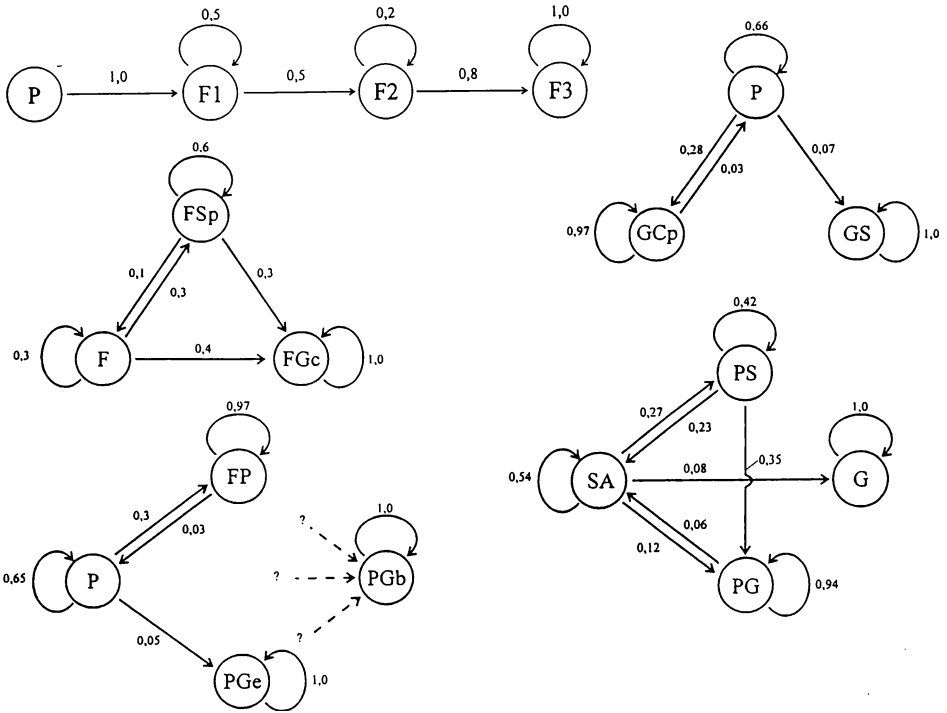 0,5
0,2
1,0
P
1,0
F1
0,5
F2
0,8
F3
0,66
P
0,28
0,03
0,07
0,97
GCp
GS
1,0
0,6
FSp
0,1
0,3
0,3
0,3
F
0,4
FGc
1,0
0,42
PS
0,27
0,23
0,35
0,54
SA
0,08
1,0
G
0,06
0,12
PG
0,94
0,97
FP
0,3
0,03
0,65
P
0,05
PGe
1,0
?
?
?
1,0
PGb